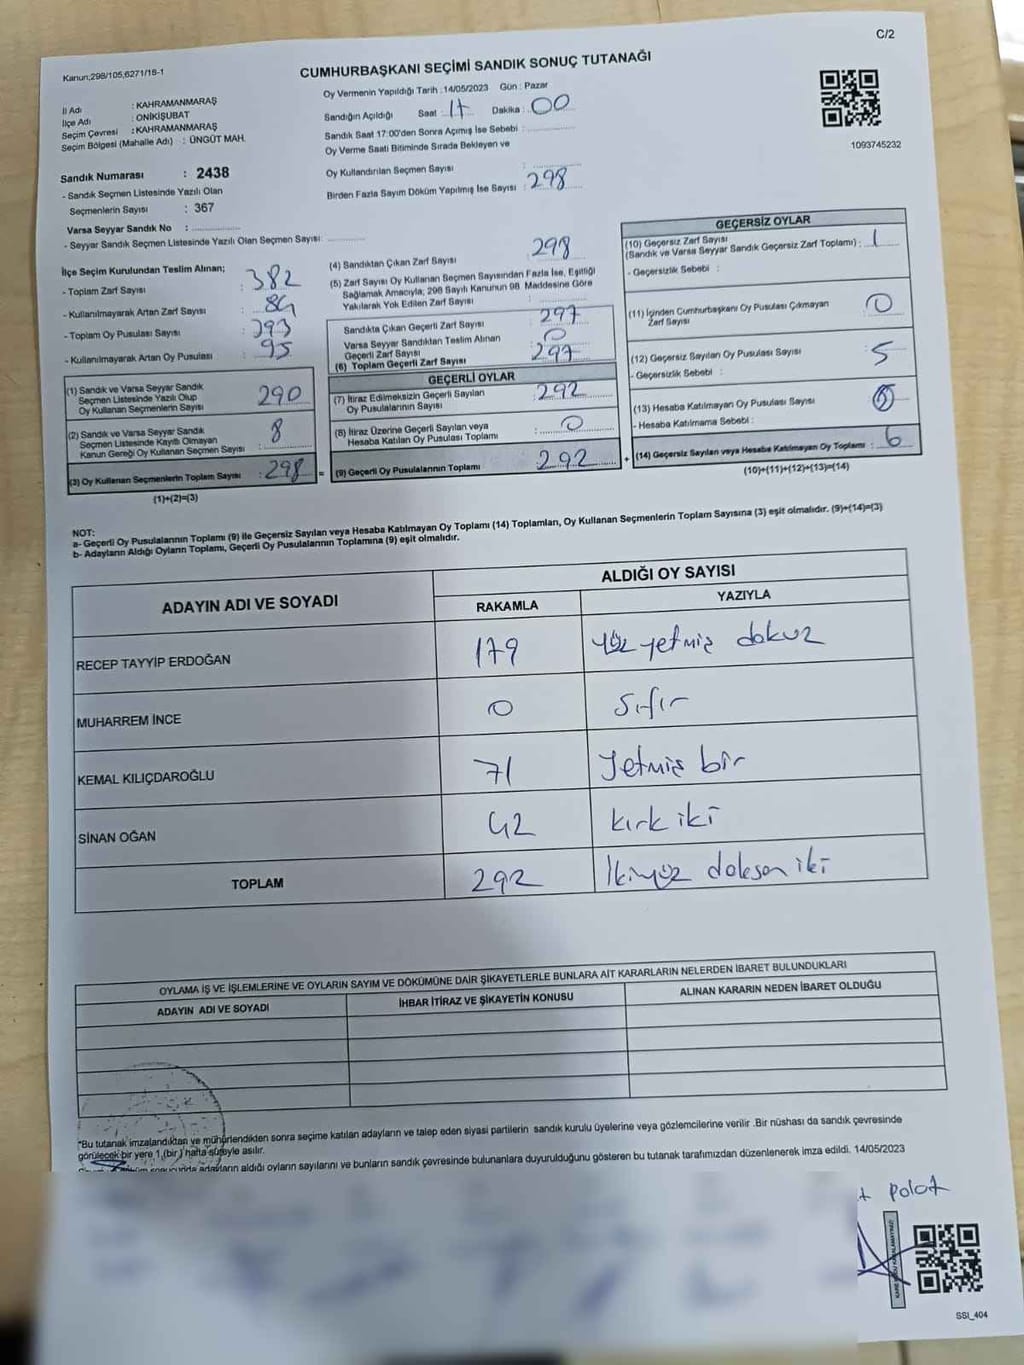 C/2
Kanun;298/105,6271/18-1
CUMHURBAŞKANI SEÇİMİ SANDIK SONUÇ TUTANAĞI
İl Adı : KAHRAMANMARAŞ
İlçe Adı : ONİKİŞUBAT
Seçim Çevresi : KAHRAMANMARAŞ
Seçim Bölgesi (Mahalle Adı) : ÜNGÜT MAH.
Oy Vermenin Yapıldığı Tarih : 14/05/2023 Gün : Pazar
Sandığın Açıldığı Saat : 17 Dakika : 00
Sandık Saat 17:00'den Sonra Açımış İse Sebebi :
Oy Verme Saati Bitiminde Sırada Bekleyen ve
Oy Kullandırılan Seçmen Sayısı :
Birden Fazla Sayım Döküm Yapılmış İse Sayısı : 298
1093745232
Sandık Numarası : 2438
- Sandık Seçmen Listesinde Yazılı Olan
Seçmenlerin Sayısı : 367
Varsa Seyyar Sandık No :
- Seyyar Sandık Seçmen Listesinde Yazılı Olan Seçmen Sayısı:
İlçe Seçim Kurulundan Teslim Alınan;
- Toplam Zarf Sayısı : 382
- Kullanılmayarak Artan Zarf Sayısı : 84
- Toplam Oy Pusulası Sayısı : 393
- Kullanılmayarak Artan Oy Pusulası : 95
(1) Sandık ve Varsa Seyyar Sandık
Seçmen Listesinde Yazılı Olup
Oy Kullanan Seçmenlerin Sayısı : 290
(2) Sandık ve Varsa Seyyar Sandık
Seçmen Listesinde Kayıtlı Olmayan
Kanun Gereği Oy Kullanan Seçmen Sayısı : 8
(3) Oy Kullanan Seçmenlerin Toplam Sayısı : 298
(1)+(2)=(3)
(4) Sandıktan Çıkan Zarf Sayısı : 298
(5) Zarf Sayısı Oy Kullanan Seçmen Sayısından Fazla İse, Eşitliği
Sağlamak Amacıyla; 298 Sayılı Kanunun 98. Maddesine Göre
Yakılarak Yok Edilen Zarf Sayısı :
Sandıkta Çıkan Geçerli Zarf Sayısı : 297
Varsa Seyyar Sandıktan Teslim Alınan
Geçerli Zarf Sayısı : 0
(6) Toplam Geçerli Zarf Sayısı : 297
GEÇERLİ OYLAR
(7) İtiraz Edilmeksizin Geçerli Sayılan
Oy Pusulalarının Sayısı : 292
(8) İtiraz Üzerine Geçerli Sayılan veya
Hesaba Katılan Oy Pusulası Toplamı : 0
= (9) Geçerli Oy Pusulalarının Toplamı : 292
GEÇERSİZ OYLAR
(10) Geçersiz Zarf Sayısı
(Sandık ve Varsa Seyyar Sandık Geçersiz Zarf Toplamı) : 1
- Geçersizlik Sebebi :
(11) İçinden Cumhurbaşkanı Oy Pusulası Çıkmayan
Zarf Sayısı : 0
(12) Geçersiz Sayılan Oy Pusulası Sayısı : 5
- Geçersizlik Sebebi :
(13) Hesaba Katılmayan Oy Pusulası Sayısı :
- Hesaba Katılmama Sebebi :
+ (14) Geçersiz Sayılan veya Hesaba Katılmayan Oy Toplamı : 6
(10)+(11)+(12)+(13)=(14)
NOT:
a- Geçerli Oy Pusulalarının Toplamı (9) ile Geçersiz Sayılan veya Hesaba Katılmayan Oy Toplamı (14) Toplamları, Oy Kullanan Seçmenlerin Toplam Sayısına (3) eşit olmalıdır. (9)+(14)=(3)
b- Adayların Aldığı Oyların Toplamı, Geçerli Oy Pusulalarının Toplamına (9) eşit olmalıdır.
ADAYIN ADI VE SOYADI ALDIĞI OY SAYISI
RAKAMLA YAZIYLA
RECEP TAYYİP ERDOĞAN 179 Yüz yetmiş dokuz
MUHARREM İNCE 0 Sıfır
KEMAL KILIÇDAROĞLU 71 Yetmiş bir
SİNAN OĞAN 42 kırk iki
TOPLAM 292 İkiyüz doksan iki
OYLAMA İŞ VE İŞLEMLERİNE VE OYLARIN SAYIM VE DÖKÜMÜNE DAİR ŞİKAYETLERLE BUNLARA AİT KARARLARIN NELERDEN İBARET BULUNDUKLARI
ADAYIN ADI VE SOYADI İHBAR İTİRAZ VE ŞİKAYETİN KONUSU ALINAN KARARIN NEDEN İBARET OLDUĞU
*Bu tutanak imzalandıktan ve mühürlendikten sonra seçime katılan adayların ve talep eden siyasi partilerin sandık kurulu üyelerine veya gözlemcilerine verilir .Bir nüshası da sandık çevresinde
görülecek bir yere 1 (bir) hafta süreyle asılır.
adayların aldığı oyların sayılarını ve bunların sandık çevresinde bulunanlara duyurulduğunu gösteren bu tutanak tarafımızdan düzenlenerek imza edildi. 14/05/2023
Polat
SSI_404